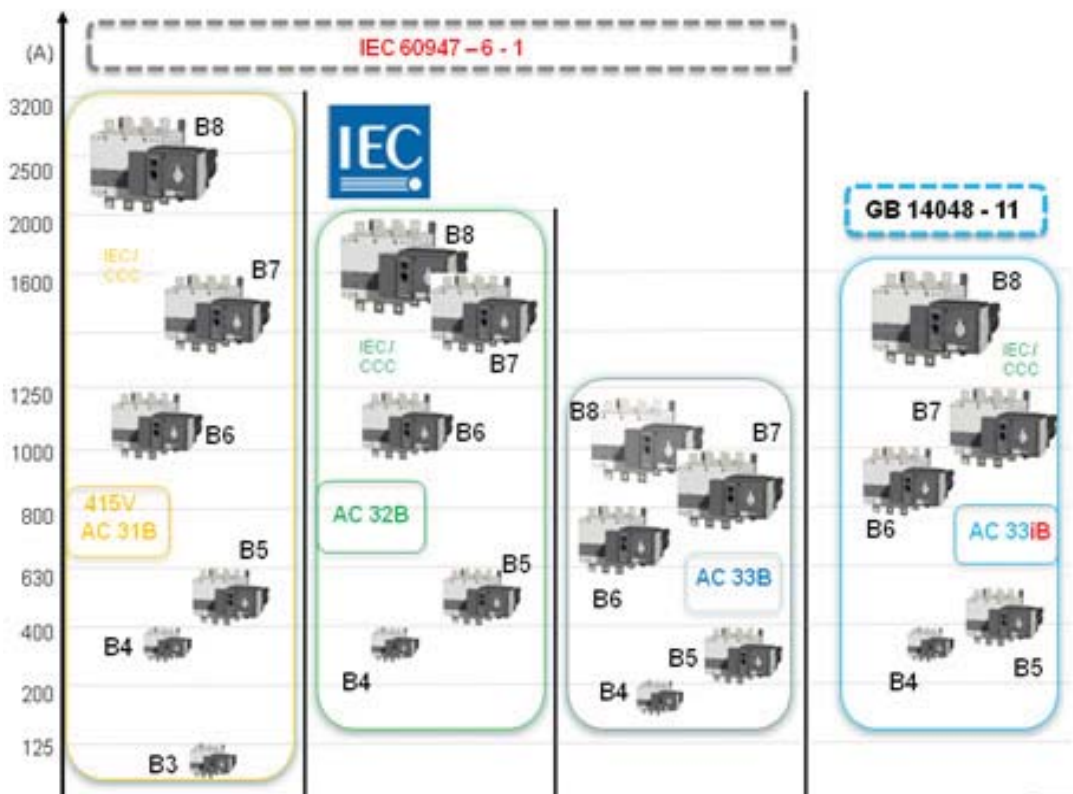 (A)
IEC 60947 – 6 - 1
3200
2500
2000
1600
1250
1000
800
630
400
200
125
B8
IEC/
CCC
B7
B6
415V
AC 31B
B5
B4
B3
IEC
B8
B7
IEC/
CCC
B6
AC 32B
B5
B4
B8
B7
B6
AC 33B
B5
B4
GB 14048 - 11
B8
IEC/
CCC
B7
B6
AC 33iB
B4
B5